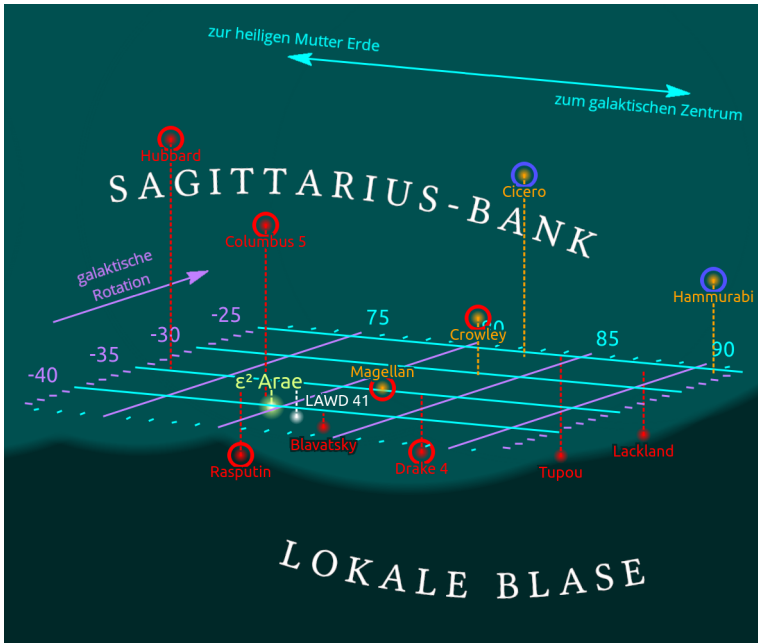 zur heiligen Mutter Erde
zum galaktischen Zentrum
Hubbard
SAGITTARIUS-BANK
Cicero
Columbus 5
galaktische
Rotation
Hammurabi
-25
-30
-35
-40
75
80
85
90
Crowley
Magellan
ε² Arae
LAWD 41
Blavatsky
Rasputin
Drake 4
Tupou
Lackland
LOKALE BLASE